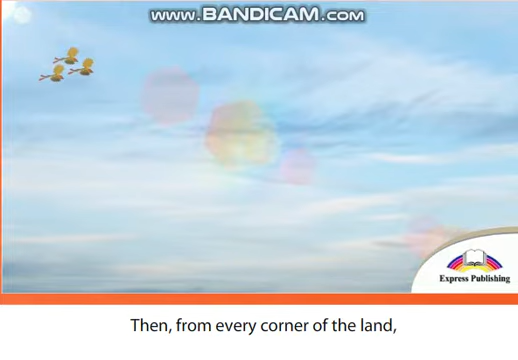 www.BANDICAM.com
Express Publishing
Then, from every corner of the land,